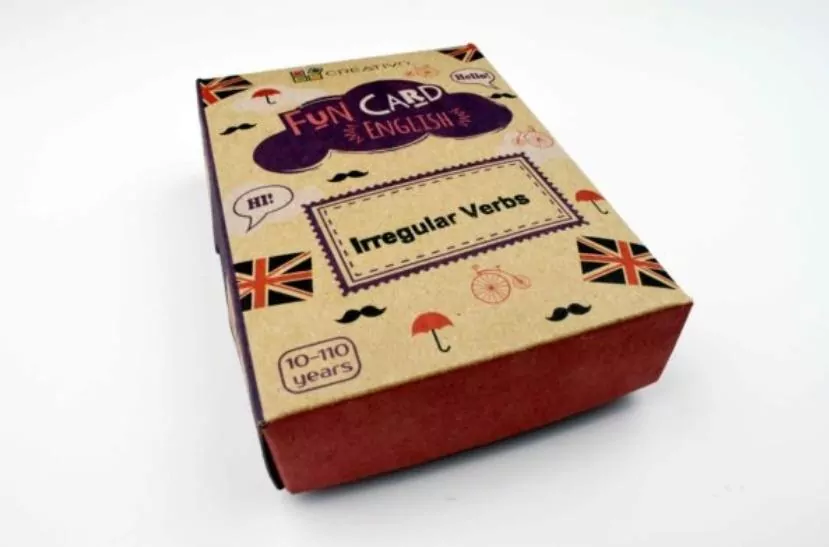 CREATIVO
Hello!
FUN CARD
ENGLISH
HI!
Irregular Verbs
10-110
years